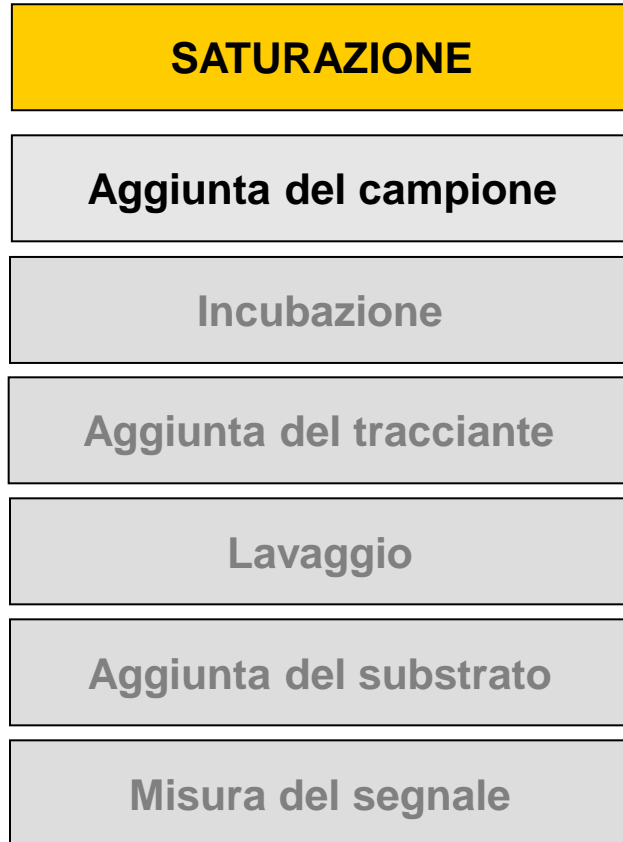 SATURAZIONE
Aggiunta del campione
Incubazione
Aggiunta del tracciante
Lavaggio
Aggiunta del substrato
Misura del segnale